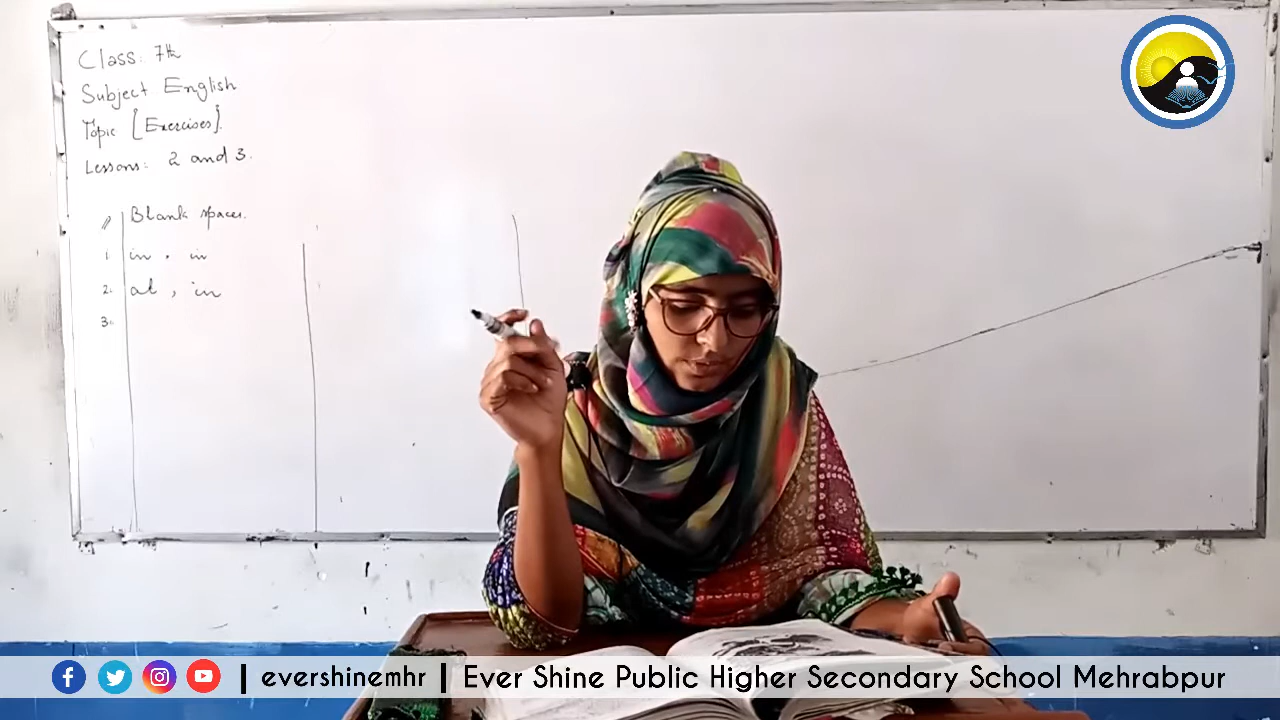 Class: 7th
Subject English
Topic [Exercises].
Lessons: 2 and 3.
Blank spaces.
1 in , in
2. at , in
3.
| evershinemhr | Ever Shine Public Higher Secondary School Mehrabpur